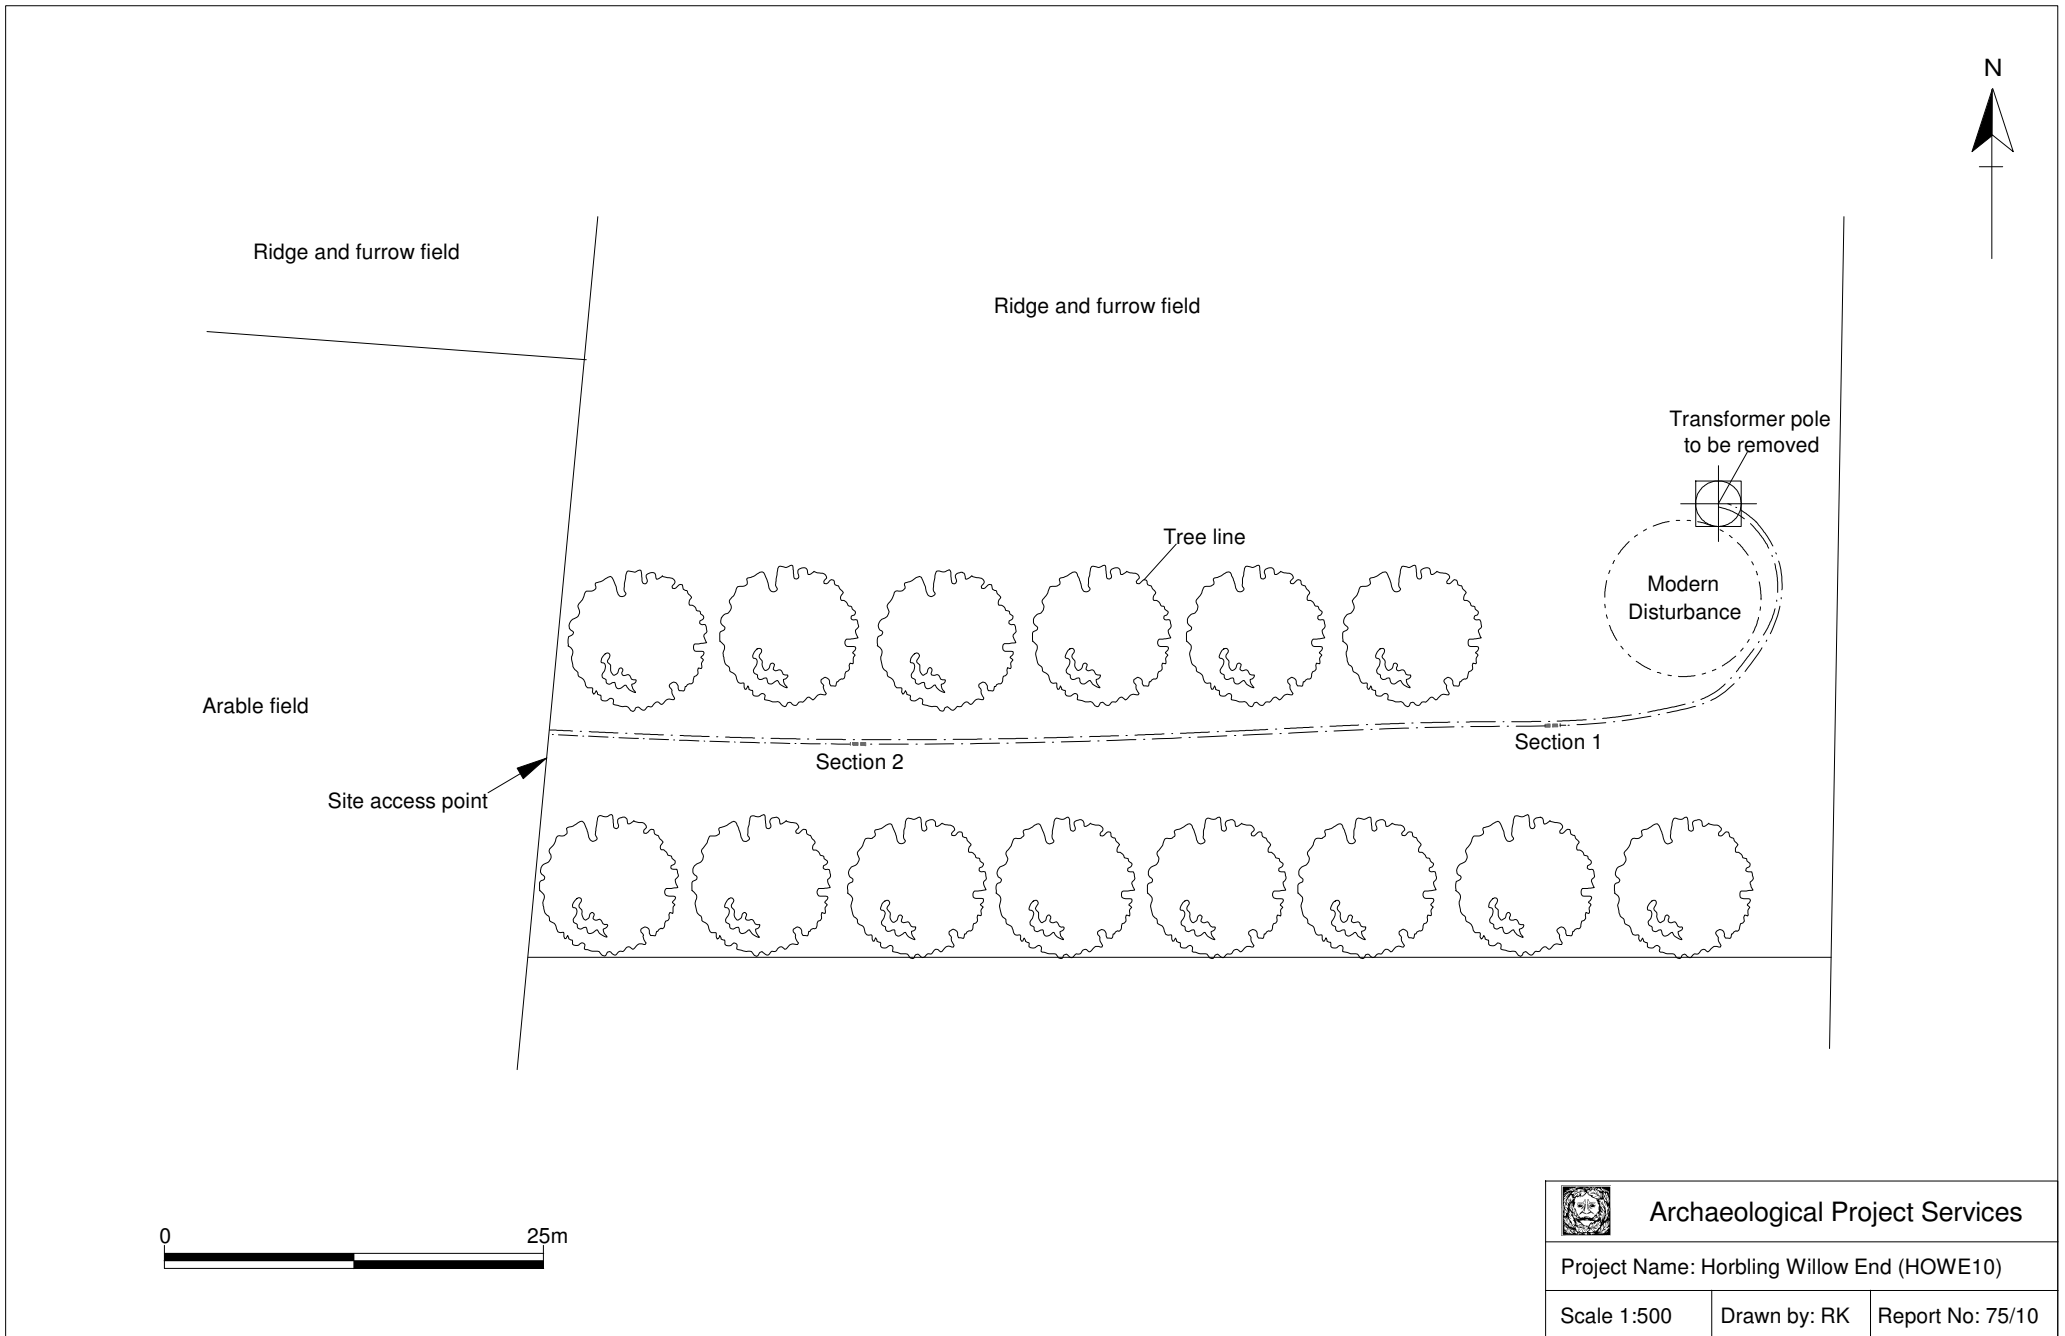 N
Ridge and furrow field
Ridge and furrow field
Transformer pole
to be removed
Tree line
Modern
Disturbance
Arable field
Section 1
Section 2
Site access point
0
25m
Archaeological Project Services
Project Name: Horbling Willow End (HOWE10)
Scale 1:500
Drawn by: RK
Report No: 75/10